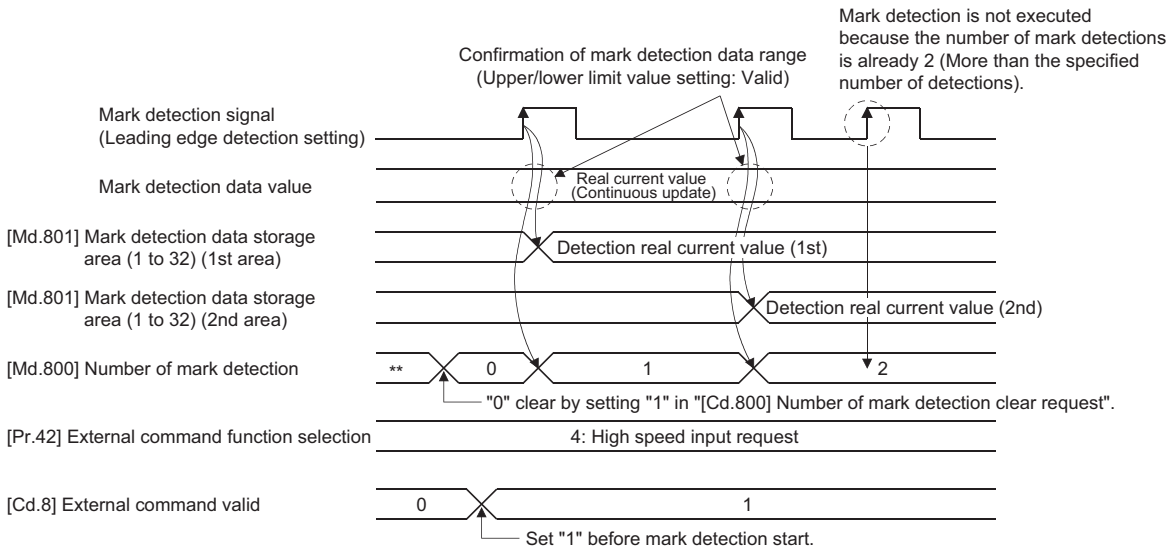 Mark detection is not executed
because the number of mark detections
is already 2 (More than the specified
number of detections).
Confirmation of mark detection data range
(Upper/lower limit value setting: Valid)
Mark detection signal
(Leading edge detection setting)
Mark detection data value
Real current value
(Continuous update)
[Md.801] Mark detection data storage
area (1 to 32) (1st area)
Detection real current value (1st)
[Md.801] Mark detection data storage
area (1 to 32) (2nd area)
Detection real current value (2nd)
[Md.800] Number of mark detection
** 0 1 2
"0" clear by setting "1" in "[Cd.800] Number of mark detection clear request".
[Pr.42] External command function selection
4: High speed input request
[Cd.8] External command valid
0 1
Set "1" before mark detection start.